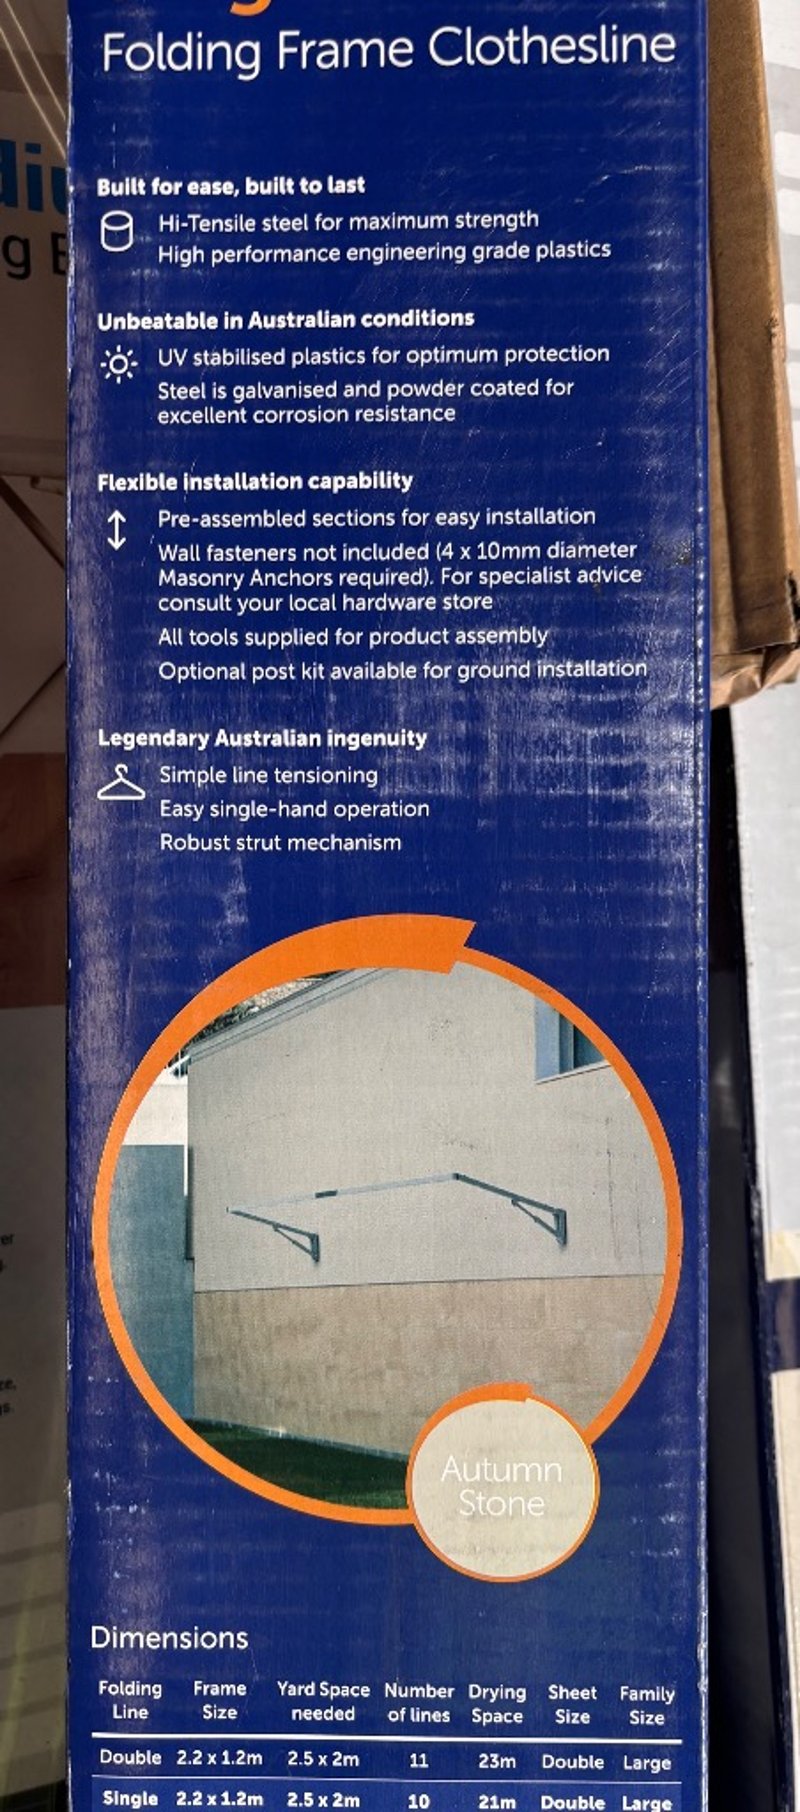 Folding Frame Clothesline
Built for ease, built to last
Hi-Tensile steel for maximum strength
High performance engineering grade plastics
Unbeatable in Australian conditions
UV stabilised plastics for optimum protection
Steel is galvanised and powder coated for
excellent corrosion resistance
Flexible installation capability
Pre-assembled sections for easy installation
Wall fasteners not included (4 x 10mm diameter
Masonry Anchors required). For specialist advice
consult your local hardware store
All tools supplied for product assembly
Optional post kit available for ground installation
Legendary Australian ingenuity
Simple line tensioning
Easy single-hand operation
Robust strut mechanism
Autumn
Stone
Dimensions
Folding Frame Yard Space Number Drying Sheet Family
Line Size needed of lines Space Size Size
Double 2.2 x 1.2m 2.5 x 2m 11 23m Double Large
Single 2.2 x 1.2m 2.5 x 2m 10 21m Double Large